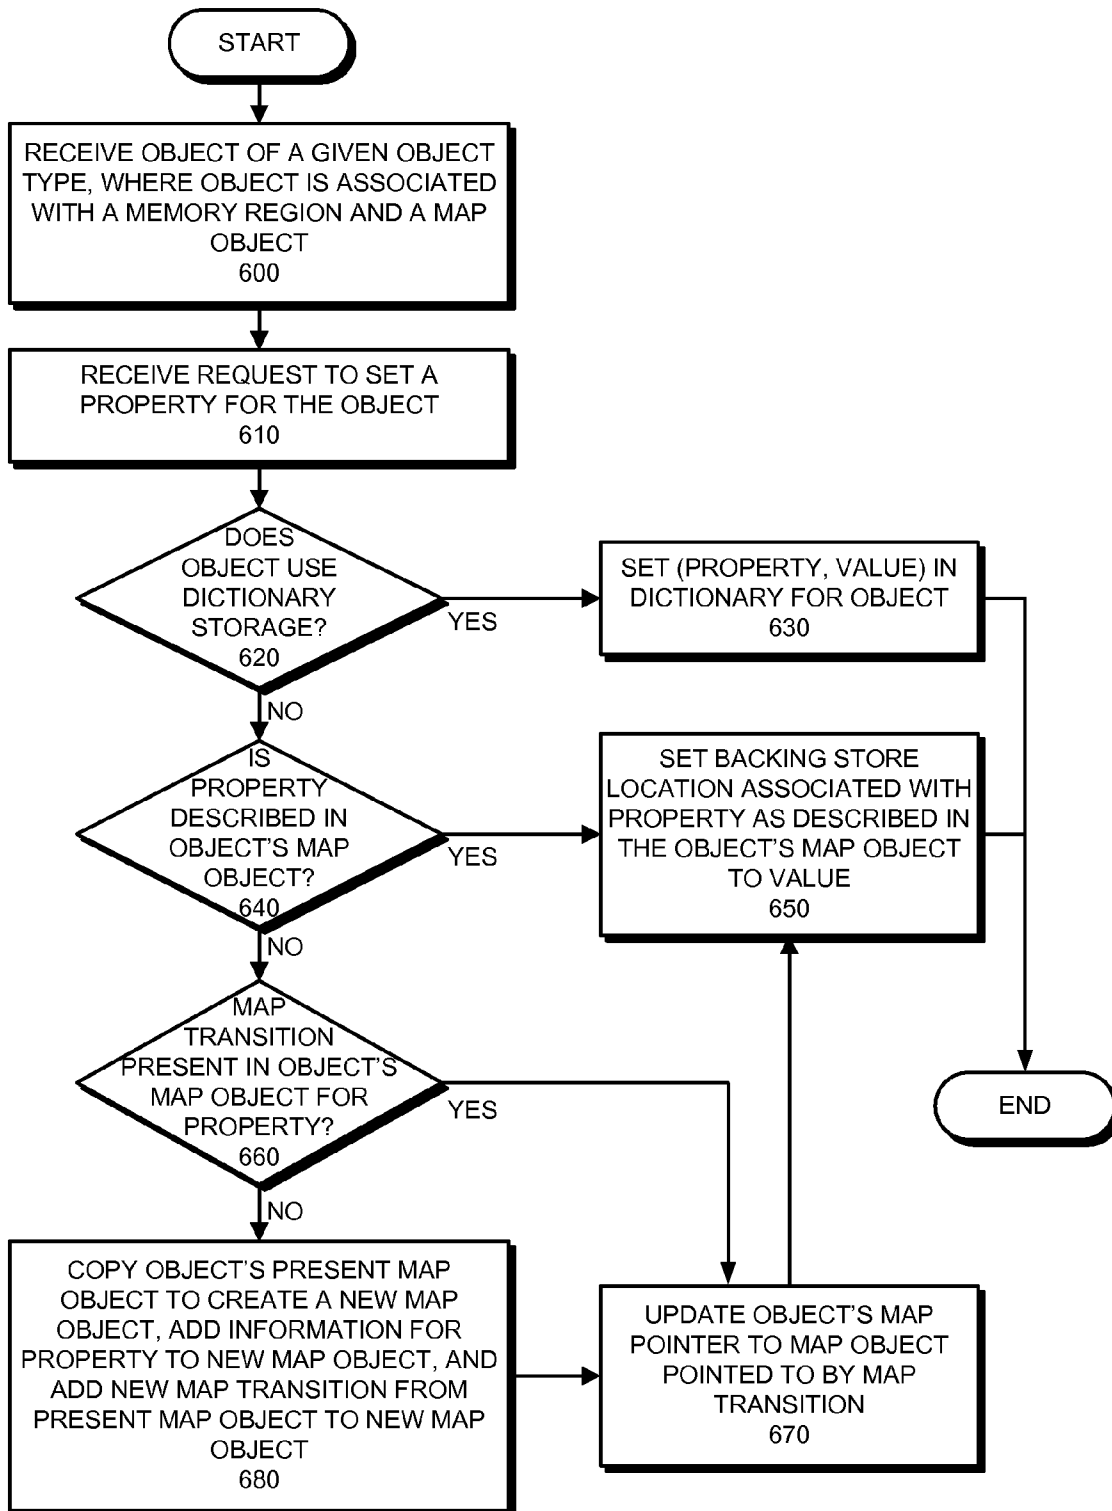 START
RECEIVE OBJECT OF A GIVEN OBJECT
TYPE, WHERE OBJECT IS ASSOCIATED
WITH A MEMORY REGION AND A MAP
OBJECT
600
RECEIVE REQUEST TO SET A
PROPERTY FOR THE OBJECT
610
DOES
OBJECT USE
DICTIONARY
STORAGE?
620
YES
NO
SET (PROPERTY, VALUE) IN
DICTIONARY FOR OBJECT
630
IS
PROPERTY
DESCRIBED IN
OBJECT'S MAP
OBJECT?
640
YES
NO
SET BACKING STORE
LOCATION ASSOCIATED WITH
PROPERTY AS DESCRIBED IN
THE OBJECT'S MAP OBJECT
TO VALUE
650
MAP
TRANSITION
PRESENT IN OBJECT'S
MAP OBJECT FOR
PROPERTY?
660
YES
NO
END
COPY OBJECT'S PRESENT MAP
OBJECT TO CREATE A NEW MAP
OBJECT, ADD INFORMATION FOR
PROPERTY TO NEW MAP OBJECT, AND
ADD NEW MAP TRANSITION FROM
PRESENT MAP OBJECT TO NEW MAP
OBJECT
680
UPDATE OBJECT'S MAP
POINTER TO MAP OBJECT
POINTED TO BY MAP
TRANSITION
670